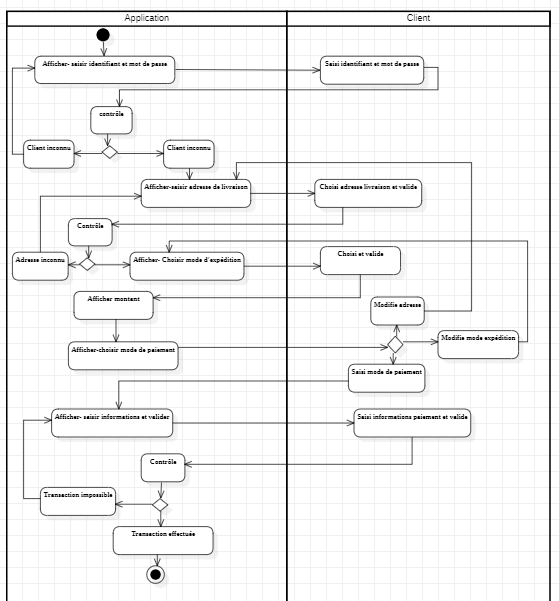 Application
Client
Afficher- saisir identifiant et mot de passe
Saisi identifiant et mot de passe
contrôle
Client inconnu
Client inconnu
Afficher-saisir adresse de livraison
Choisi adresse livraison et valide
Contrôle
Adresse inconnu
Afficher- Choisir mode d'expédition
Choisi et valide
Afficher montant
Modifie adresse
Modifie mode expédition
Afficher-choisir mode de paiement
Saisi mode de paiement
Afficher- saisir informations et valider
Saisi informations paiement et valide
Contrôle
Transaction impossible
Transaction effectuée